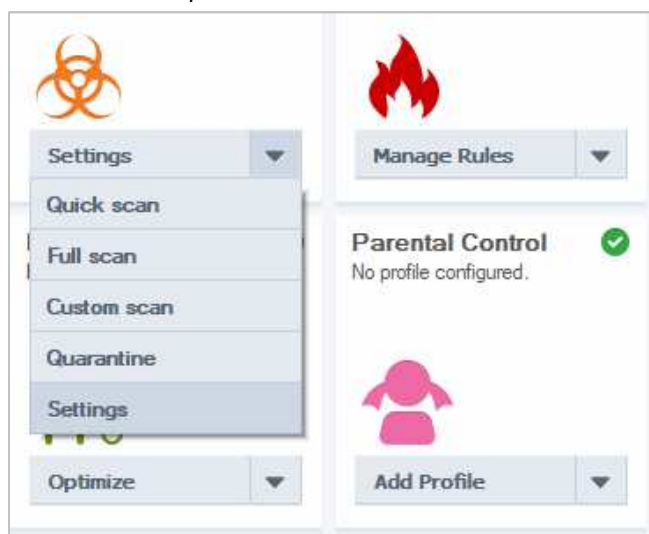 Settings
Manage Rules
Quick scan
Full scan
Custom scan
Quarantine
Settings
Parental Control
No profile configured.
Optimize
Add Profile